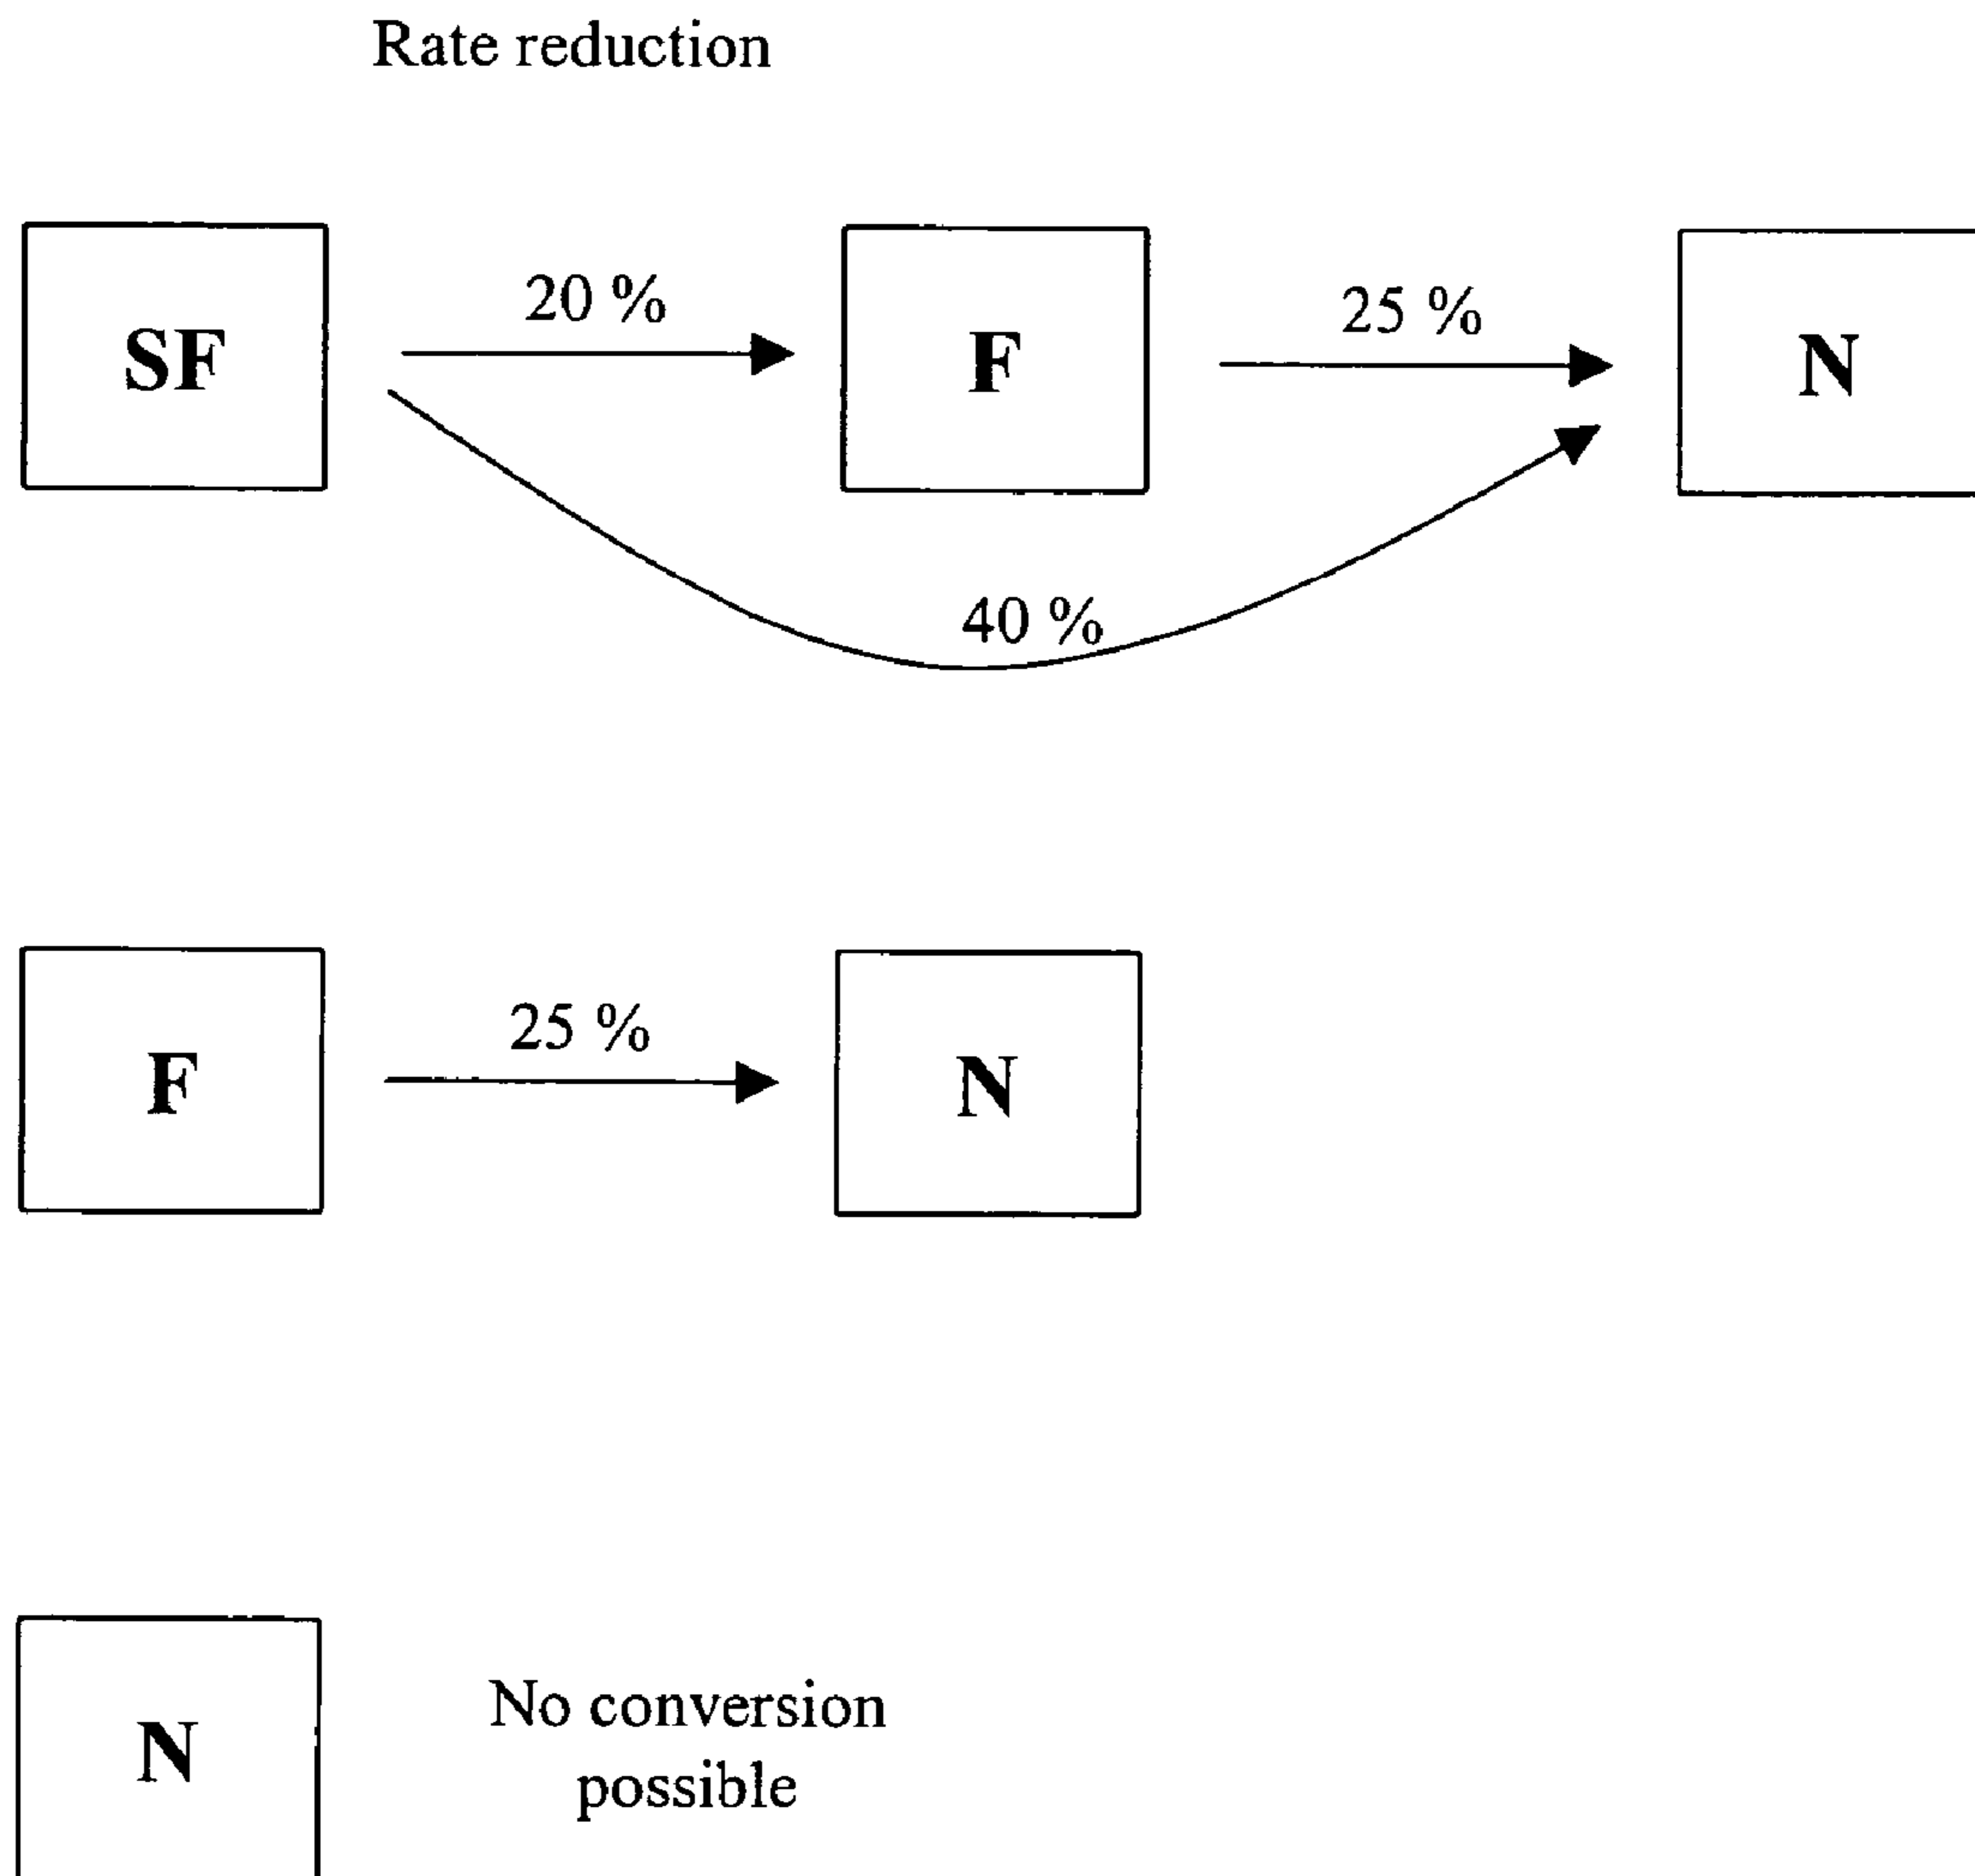 Rate reduction
SF
20 %
F
25 %
N
40 %
F
25 %
N
N
No conversion
possible